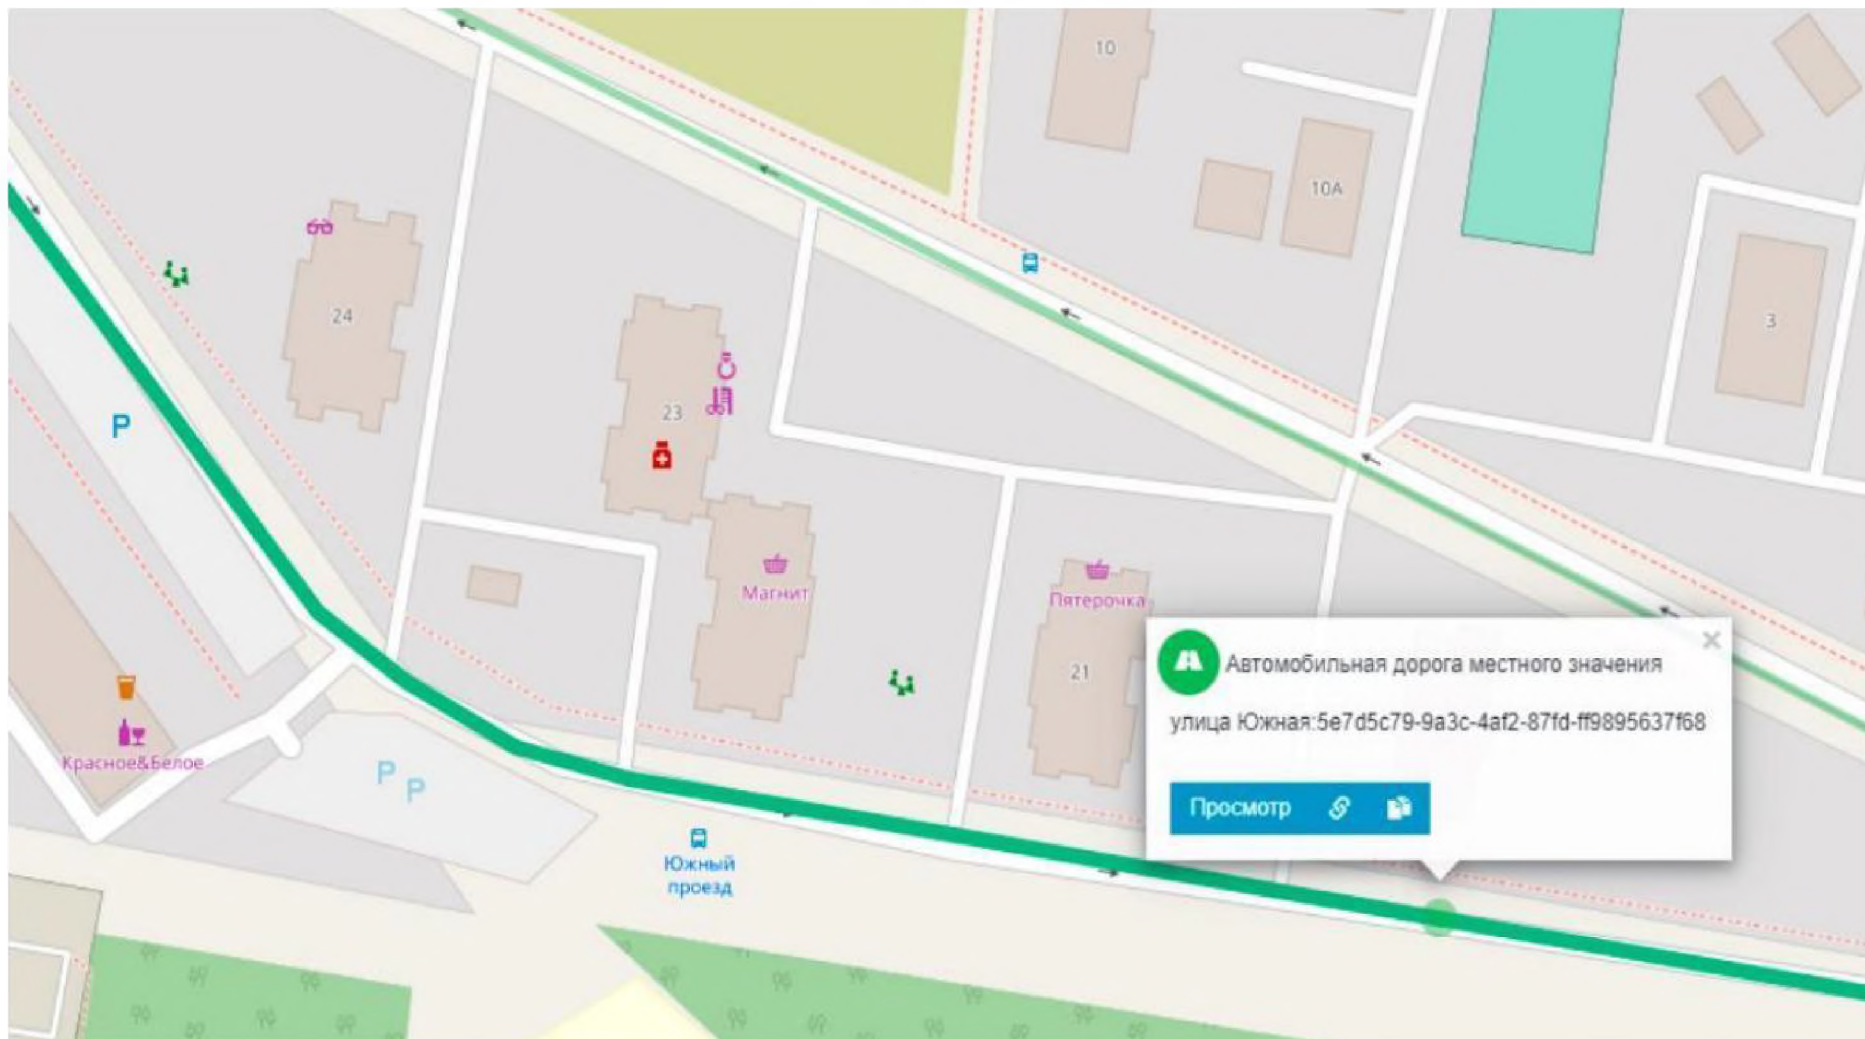 10
10А
3
24
23
P
Магнит
Пятерочка
21
Автомобильная дорога местного значения
улица Южная:5e7d5c79-9a3c-4af2-87fd-ff9895637f68
Просмотр
Красное&Белое
P
P
Южный
проезд